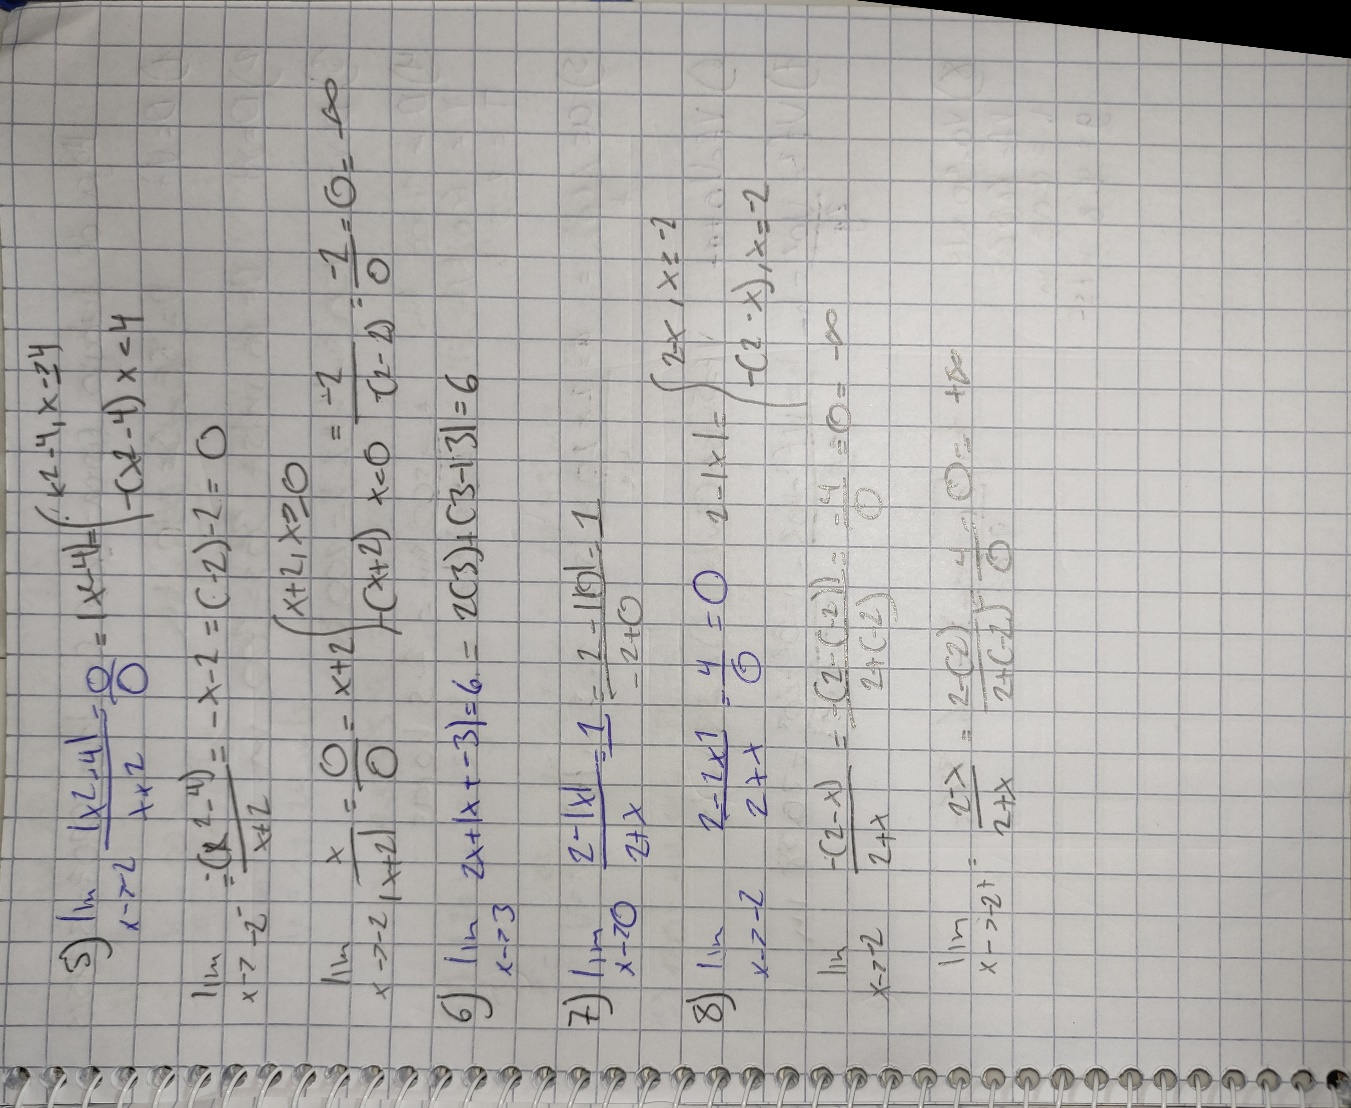 5) lim |x2-4| = 0 = |x-4| = { x2-4, x-≥4
x->-2 x+2 0 -(x2-4) x<4
lim = -(x2-4) = -x-2 = (-2)-2 = 0
x->-2- x+2
lim x = 0 = x+2 { x+2, x≥0 = -2 = -2 = 0 = -∞
x->-2 |x+2| 0 -(x+2) x<0 -(2-2) 0
6) lim 2x+|x+-3| = 6 = 2(3)+(3-|3| = 6
x->3
7) lim 2-|x| = 1 = 2-|0| = 1
x->0 2+x -2+0
8) lim 2-2x1 = 4 = 0 2-|x| = { 2-x, x≥-2
x->-2 2+x 0 -(2-x), x=-2
lim -(2-x) = -(2-(-2)) = -4 = 0 = -∞
x->-2 2+x 2+(-2) 0
lim = 2-x = 2-(-2) 4 0 = +∞
x->-2+ 2+x 2+(-2) 0